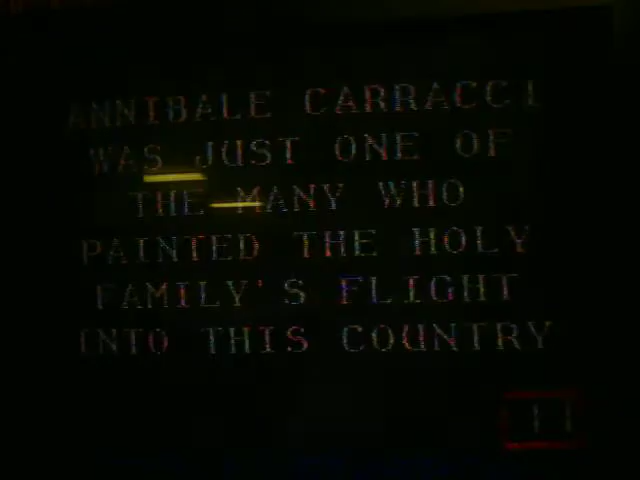 ANNIBALE CARRACCI
WAS JUST ONE OF
THE MANY WHO
PAINTED THE HOLY
FAMILY'S FLIGHT
INTO THIS COUNTRY
11